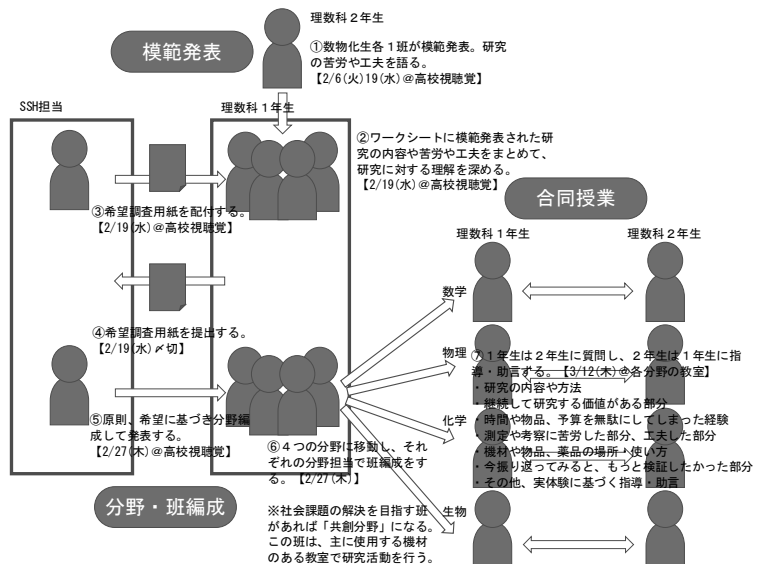 理数科２年生
模範発表
①数物化生各１班が模範発表。研究
の苦労や工夫を語る。
【2/6(火)19(水)＠高校視聴覚】
SSH担当
理数科１年生
②ワークシートに模範発表された研
究の内容や苦労や工夫をまとめて、
研究に対する理解を深める。
【2/19(水)＠高校視聴覚】
③希望調査用紙を配付する。
【2/19(水)＠高校視聴覚】
④希望調査用紙を提出する。
【2/19(水)〆切】
⑤原則、希望に基づき分野編
成して発表する。
【2/27(木)＠高校視聴覚】
⑥４つの分野に移動し、それ
ぞれの分野担当で班編成をす
る。【2/27(木)】
分野・班編成
※社会課題の解決を目指す班
があれば「共創分野」になる。
この班は、主に使用する機材
のある教室で研究活動を行う。
合同授業
理数科１年生
理数科２年生
数学
物理
化学
生物
⑦１年生は２年生に質問し、２年生は１年生に指
導・助言する。【3/12(木)＠各分野の教室】
・研究の内容や方法
・継続して研究する価値がある部分
・時間や物品、予算を無駄にしてしまった経験
・測定や考察に苦労した部分、工夫した部分
・機材や物品、薬品の場所・使い方
・今振り返ってみると、もっと検証したかった部分
・その他、実体験に基づく指導・助言